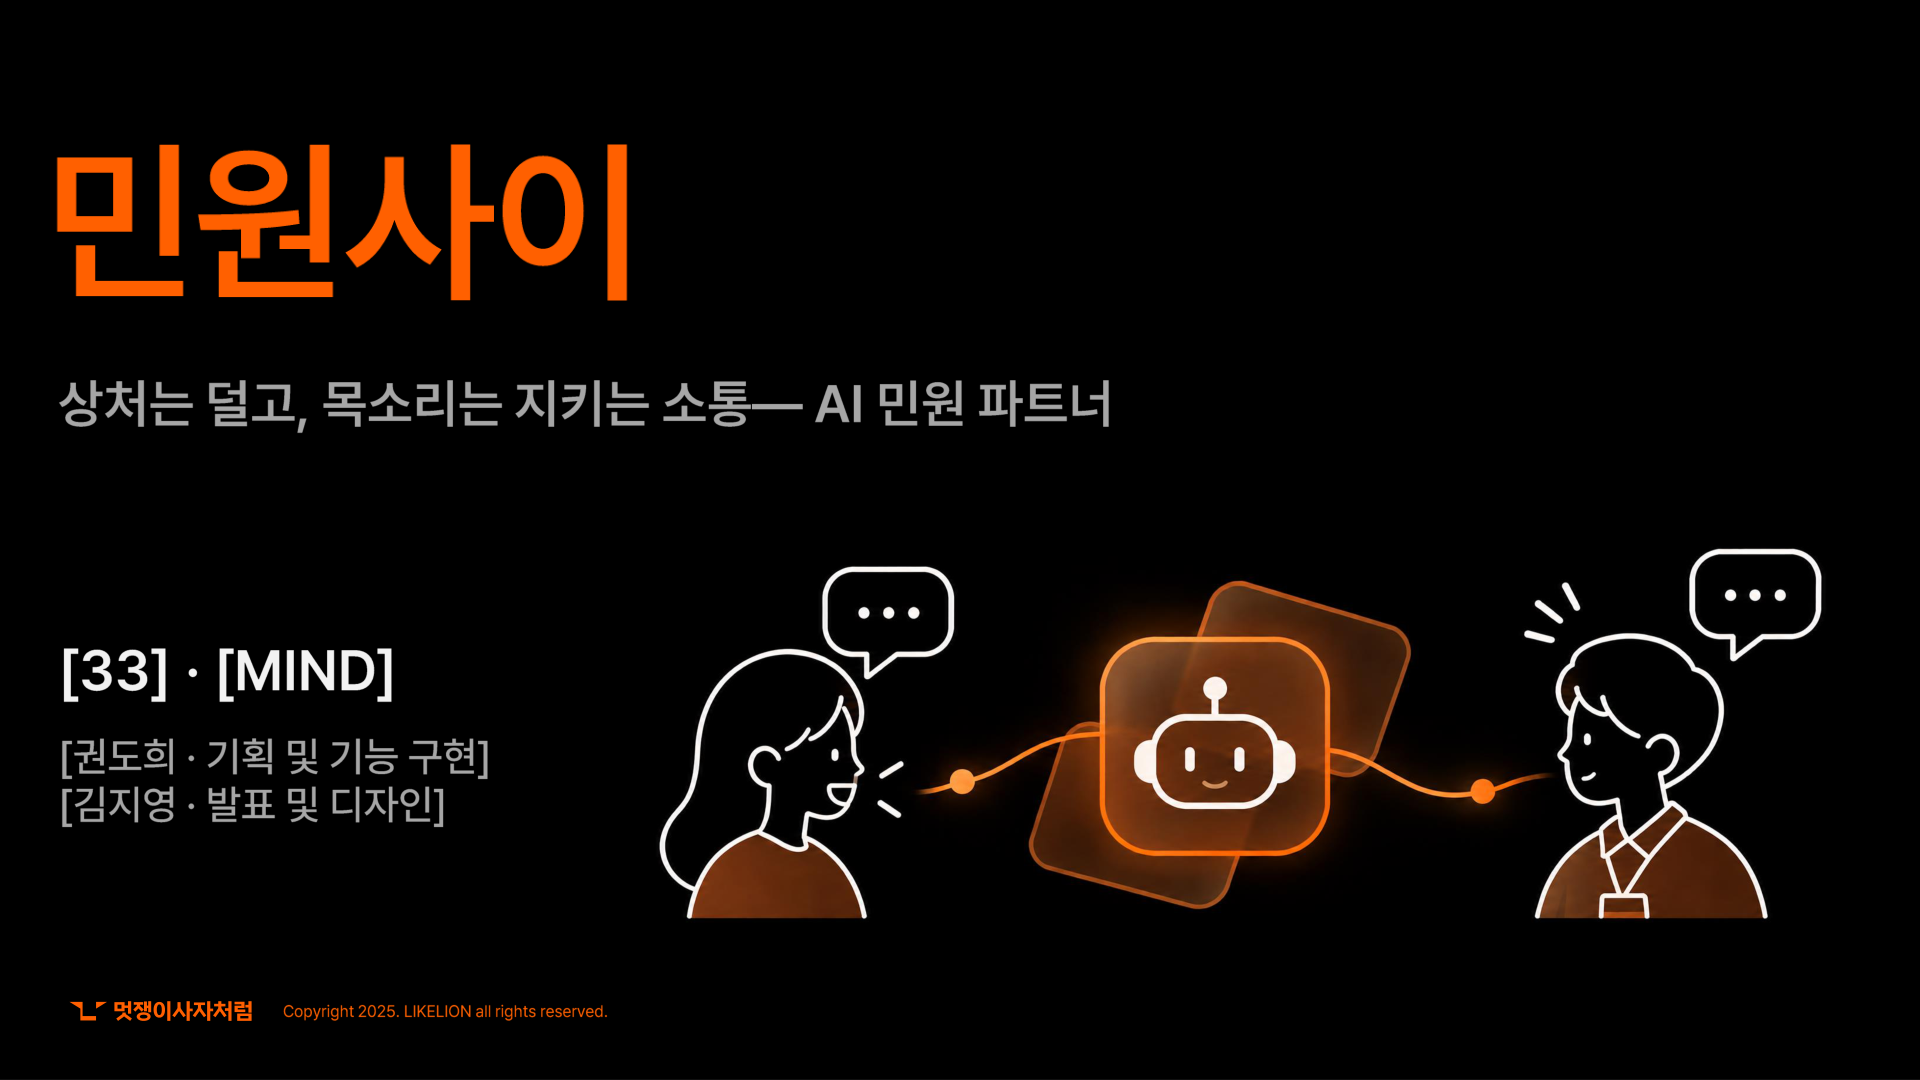 민원사이
상처는 덜고, 목소리는 지키는 소통— AI 민원 파트너
[33] · [MIND]
[권도희 · 기획 및 기능 구현]
[김지영 · 발표 및 디자인]
멋쟁이사자처럼 Copyright 2025. LIKELION all rights reserved.